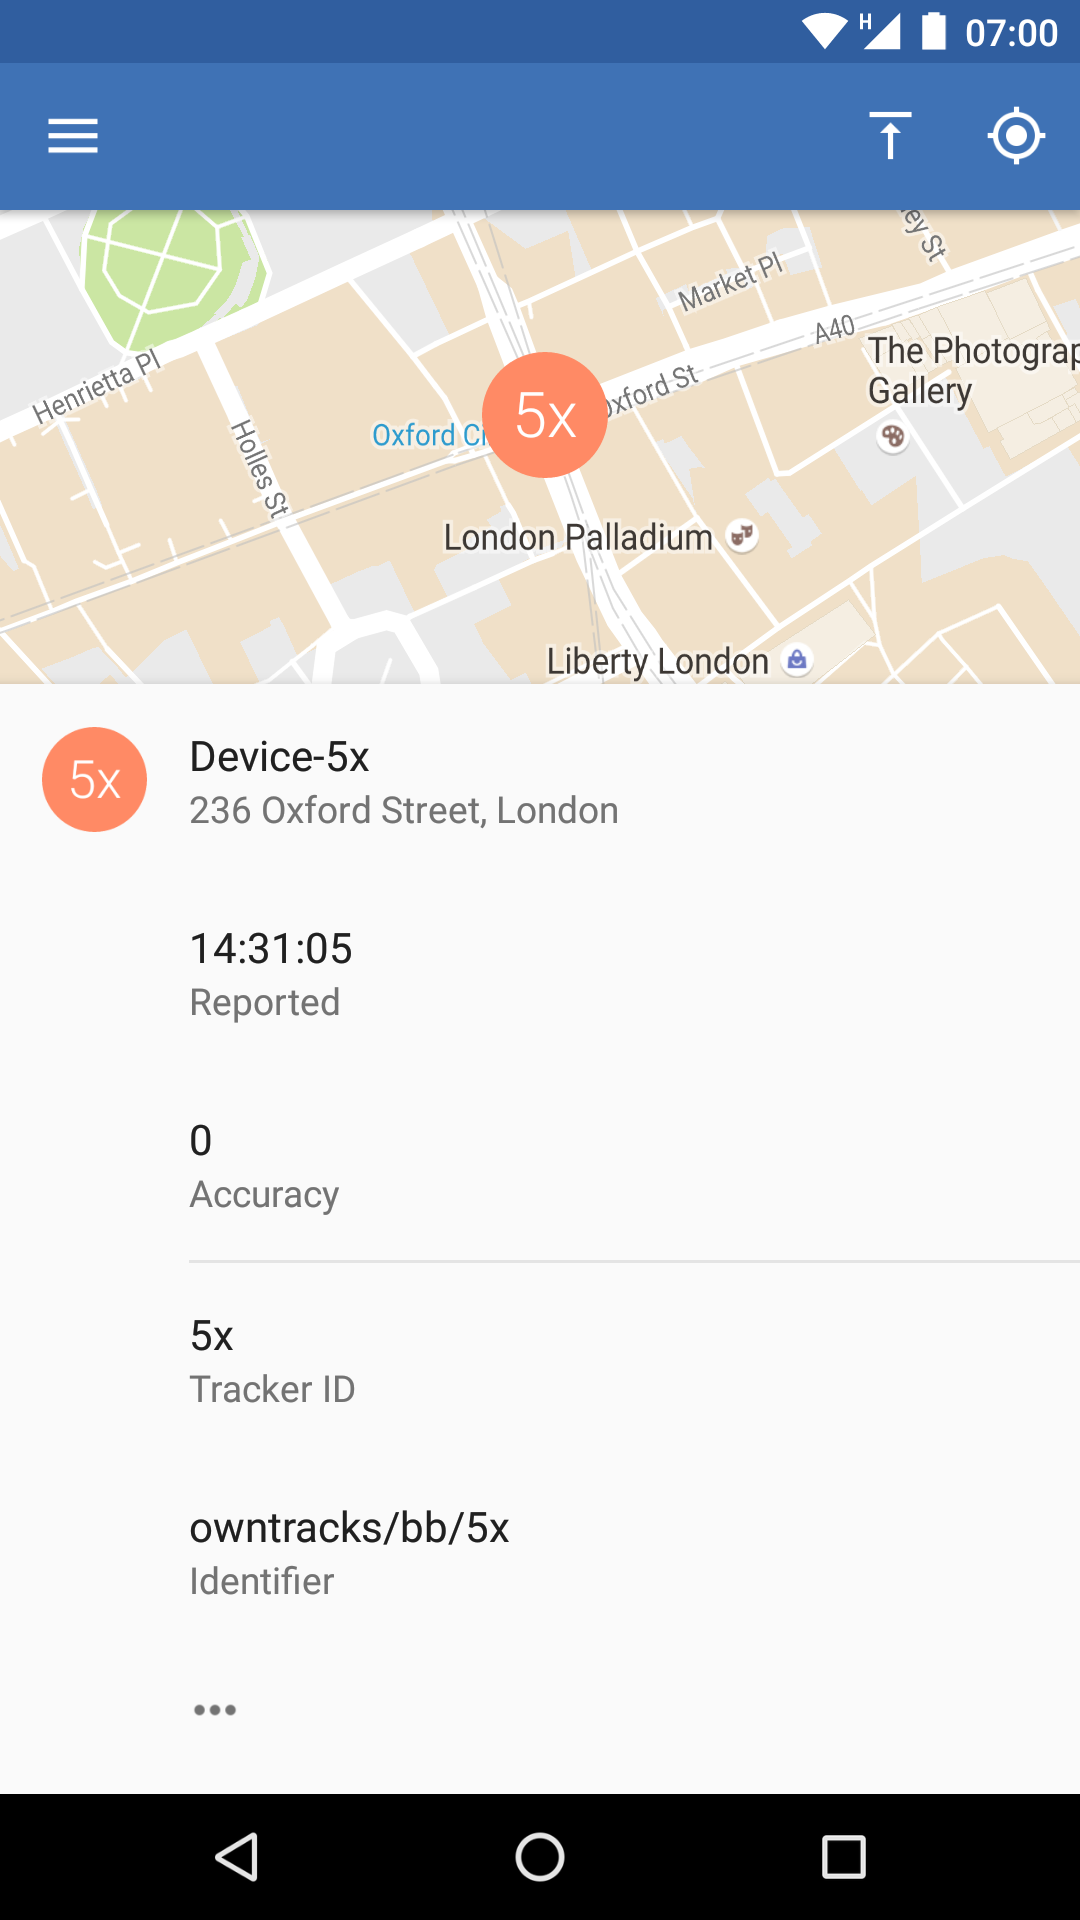 H
07:00
ey St
Market Pl
A40
The Photograp
Gallery
Henrietta Pl
Oxford St
Oxford Ci
5x
Holles St
London Palladium
Liberty London
5x
Device-5x
236 Oxford Street, London
14:31:05
Reported
0
Accuracy
5x
Tracker ID
owntracks/bb/5x
Identifier